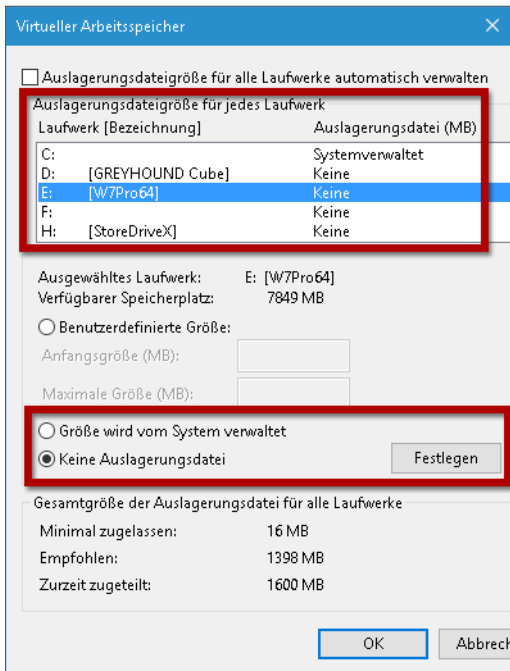 Virtueller Arbeitsspeicher
Auslagerungsdateigröße für alle Laufwerke automatisch verwalten
Auslagerungsdateigröße für jedes Laufwerk
Laufwerk [Bezeichnung] Auslagerungsdatei (MB)
C: Systemverwaltet
D: [GREYHOUND Cube] Keine
E: [W7Pro64] Keine
F: Keine
H: [StoreDriveX] Keine
Ausgewähltes Laufwerk: E: [W7Pro64]
Verfügbarer Speicherplatz: 7849 MB
Benutzerdefinierte Größe:
Anfangsgröße (MB):
Maximale Größe (MB):
Größe wird vom System verwaltet
Keine Auslagerungsdatei Festlegen
Gesamtgröße der Auslagerungsdatei für alle Laufwerke
Minimal zugelassen: 16 MB
Empfohlen: 1398 MB
Zurzeit zugeteilt: 1600 MB
OK Abbrech